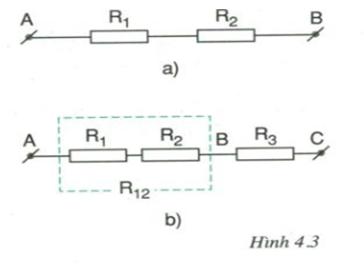 A R1 R2 B
a)
A R1 R2 B R3 C
R12
b)
Hình 4.3